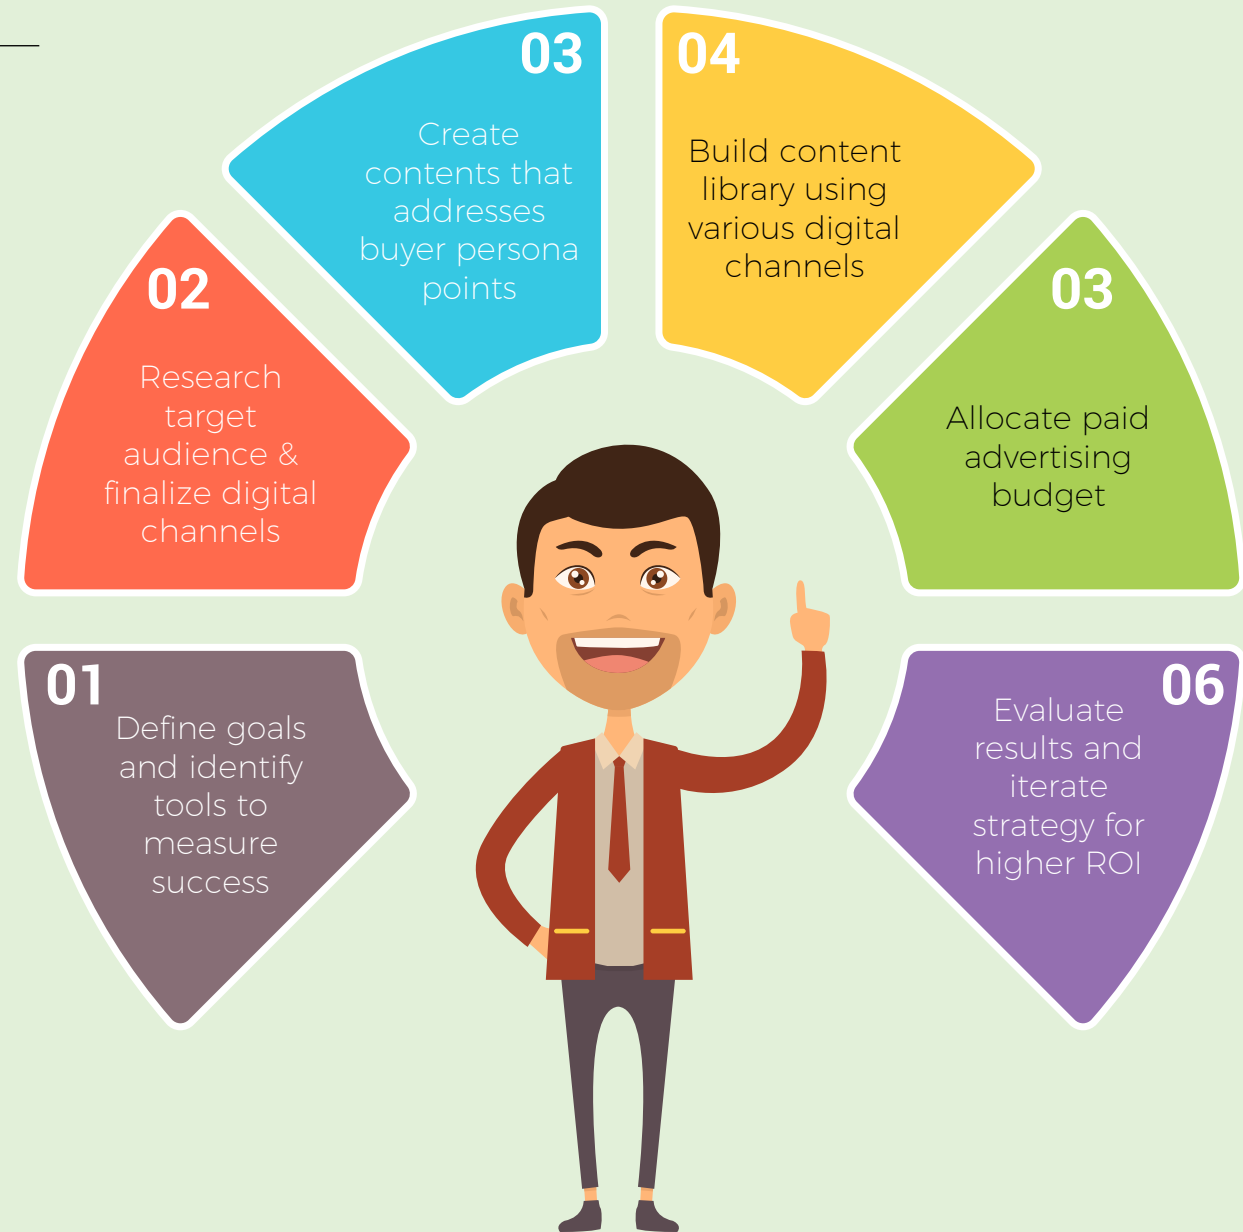 01
Define goals
and identify
tools to
measure
success
02
Research
target
audience &
finalize digital
channels
03
Create
contents that
addresses
buyer persona
points
04
Build content
library using
various digital
channels
03
Allocate paid
advertising
budget
06
Evaluate
results and
iterate
strategy for
higher ROI